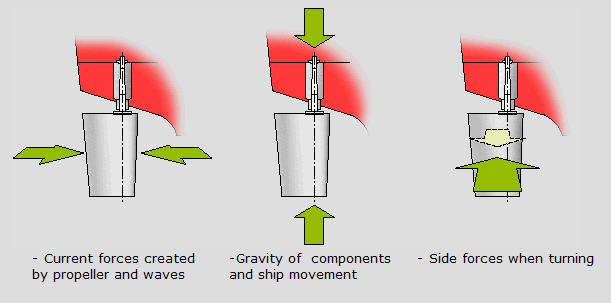 - Current forces created
by propeller and waves
-Gravity of  components
and ship movement
- Side forces when turning